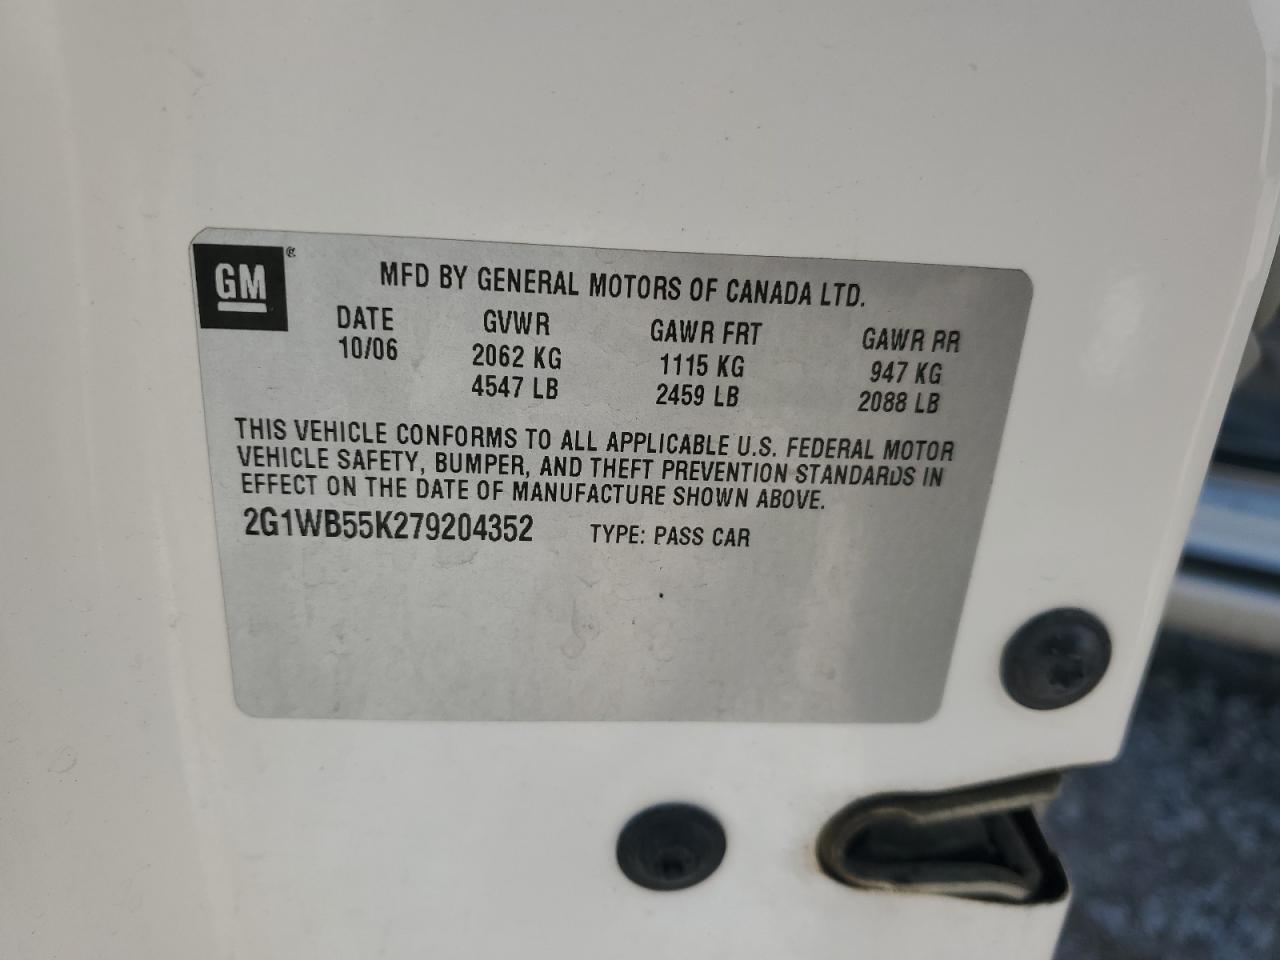 GM®
MFD BY GENERAL MOTORS OF CANADA LTD.
DATE GVWR GAWR FRT GAWR RR
10/06 2062 KG 1115 KG 947 KG
4547 LB 2459 LB 2088 LB
THIS VEHICLE CONFORMS TO ALL APPLICABLE U.S. FEDERAL MOTOR
VEHICLE SAFETY, BUMPER, AND THEFT PREVENTION STANDARDS IN
EFFECT ON THE DATE OF MANUFACTURE SHOWN ABOVE.
2G1WB55K279204352 TYPE: PASS CAR